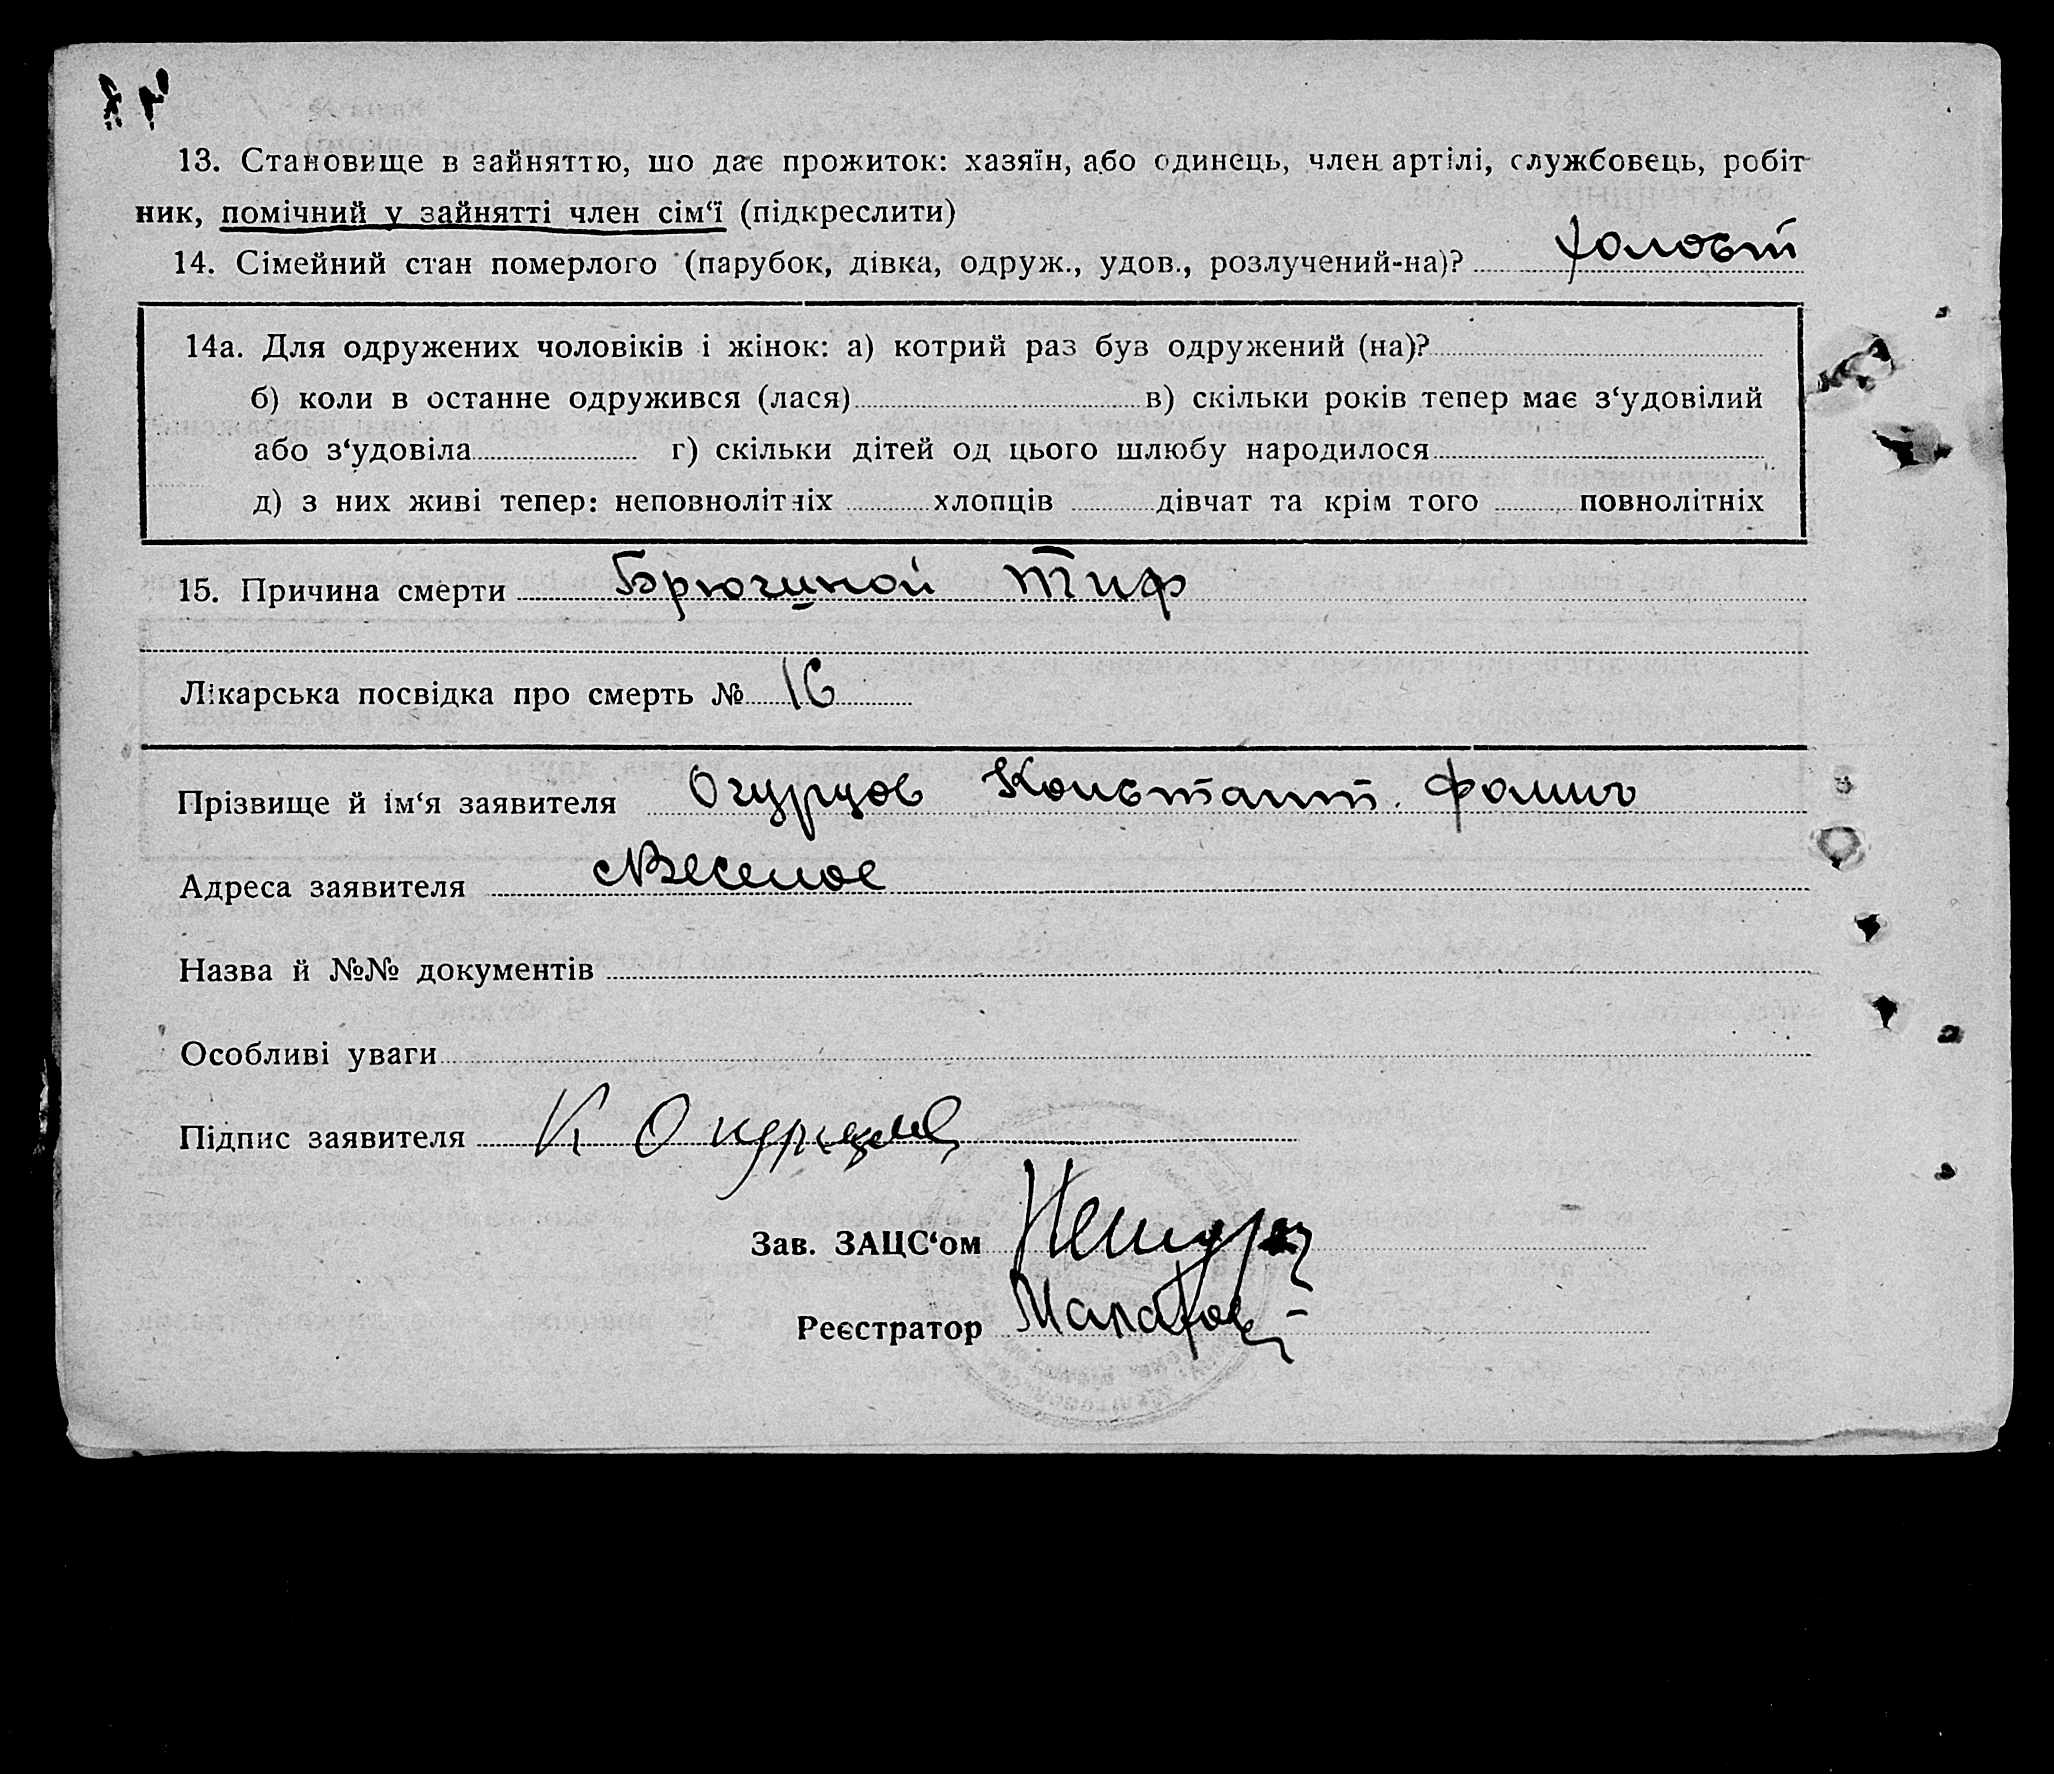 13. Становище в зайняттю, шо дає прожиток: хазяїн, або одинець, член артілі, службовець, робіт
ник, помічний у зайнятті член сім‘ї (підкреслити)
14. Сімейний стан померлого (парубок, дівка, одруж., удов., розлучений-на)? холост
14а. Для одружених чоловіків і жінок: а) котрий раз був одружений (на)?
б) коли в останнє одружився (лася) в) скільки років тепер має з‘удовілий
або з‘удовіла г) скільки дітей од цього шлюбу народилося
д) з них живі тепер: неповнолітніх хлопців дівчат та крім того повнолітніх
15. Причина смерти Брюшной Тиф
Лікарська посвідка про смерть № 16
Прізвище й ім‘я заявителя Огурцов Констант. Фомич
Адреса заявителя с Веселое
Назва й №№ документів
Особливі уваги
Підпис заявителя К Огурцов
Зав. ЗАЦС‘ом
Реєстратор